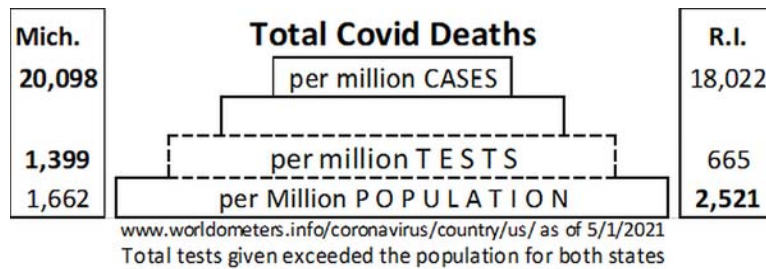 Mich. Total Covid Deaths R.I.
20,098 per million CASES 18,022
1,399 per million T E S T S 665
1,662 per Million P O P U L A T I O N 2,521
www.worldometers.info/coronavirus/country/us/ as of 5/1/2021
Total tests given exceeded the population for both states